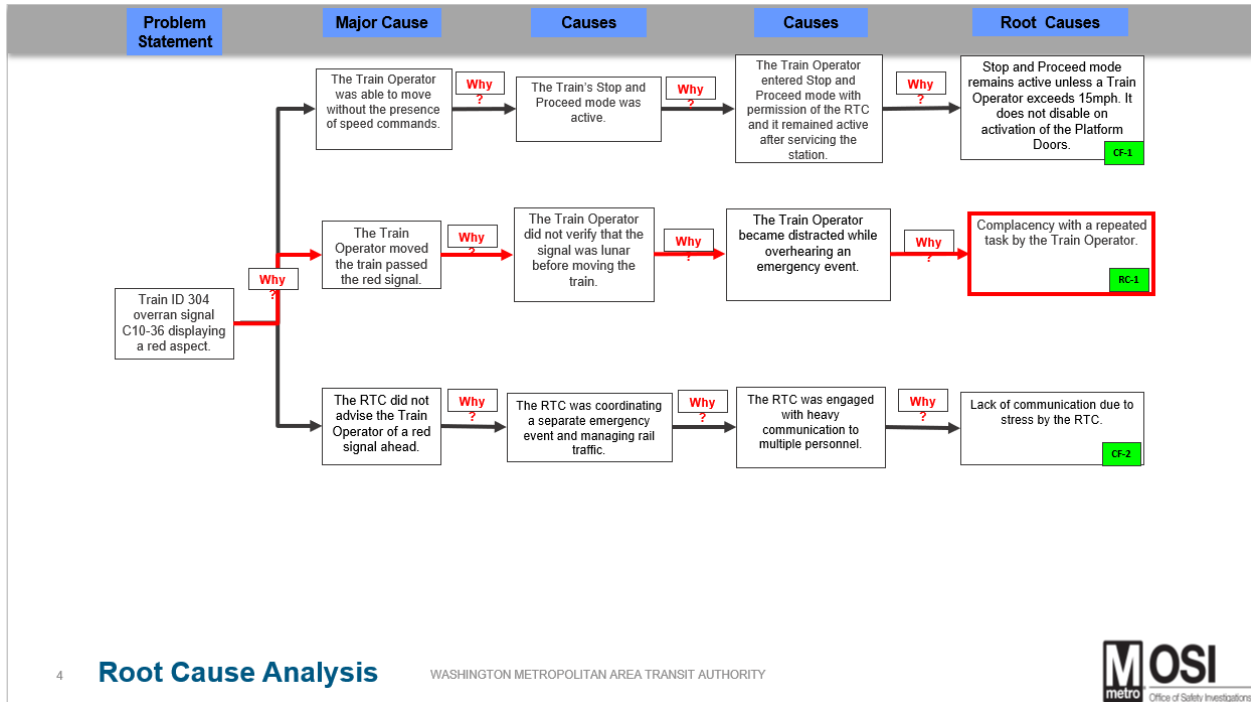 Problem
Statement
Major Cause
Causes
Causes
Root Causes
The Train Operator
was able to move
without the presence
of speed commands.
Why
?
The Train's Stop and
Proceed mode was
active.
Why
?
The Train Operator
entered Stop and
Proceed mode with
permission of the RTC
and it remained active
after servicing the
station.
Why
?
Stop and Proceed mode
remains active unless a Train
Operator exceeds 15mph. It
does not disable on
activation of the Platform
Doors.
CF-1
Train ID 304
overran signal
C10-36 displaying
a red aspect.
Why
?
The Train
Operator moved
the train passed
the red signal.
Why
?
The Train Operator
did not verify that the
signal was lunar
before moving the
train.
Why
?
The Train Operator
became distracted while
overhearing an
emergency event.
Why
?
Complacency with a repeated
task by the Train Operator.
RC-1
The RTC did not
advise the Train
Operator of a red
signal ahead.
Why
?
The RTC was coordinating
a separate emergency
event and managing rail
traffic.
Why
?
The RTC was engaged
with heavy
communication to
multiple personnel.
Why
?
Lack of communication due to
stress by the RTC.
CF-2
4
Root Cause Analysis
WASHINGTON METROPOLITAN AREA TRANSIT AUTHORITY
M
metro
OSI
Office of Safety Investigations